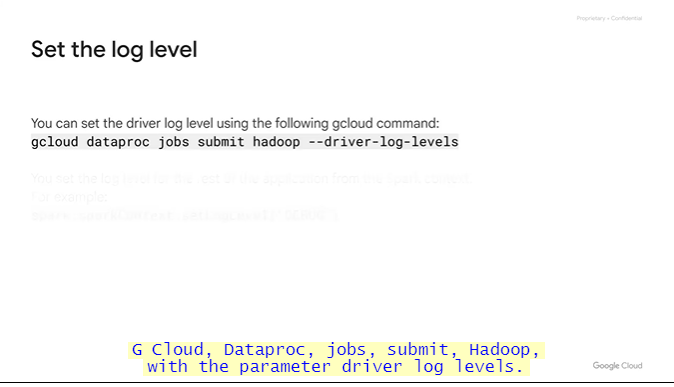 Proprietary + Confidential
Set the log level
You can set the driver log level using the following gcloud command:
gcloud dataproc jobs submit hadoop --driver-log-levels
You set the log level for the rest of the application from the spark context.
For example:
spark.sparkContext.setLogLevel("DEBUG")
G Cloud, Dataproc, jobs, submit, Hadoop,
with the parameter driver log levels.
Google Cloud